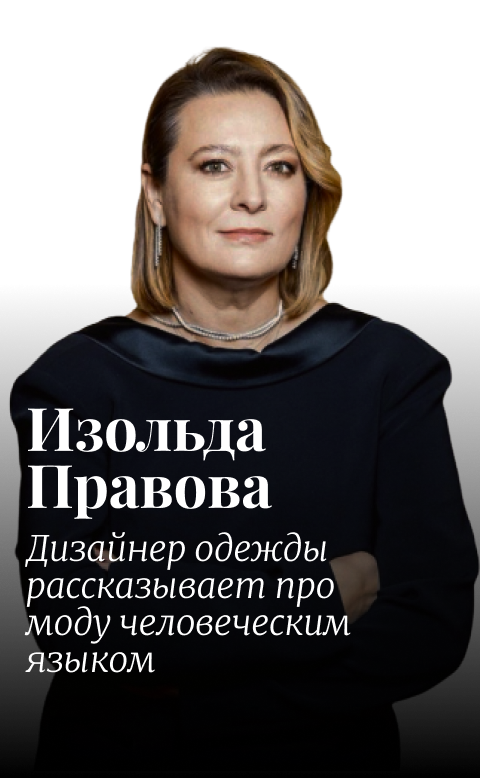 Изольда
Правова
Дизайнер одежды
рассказывает про
моду человеческим
языком